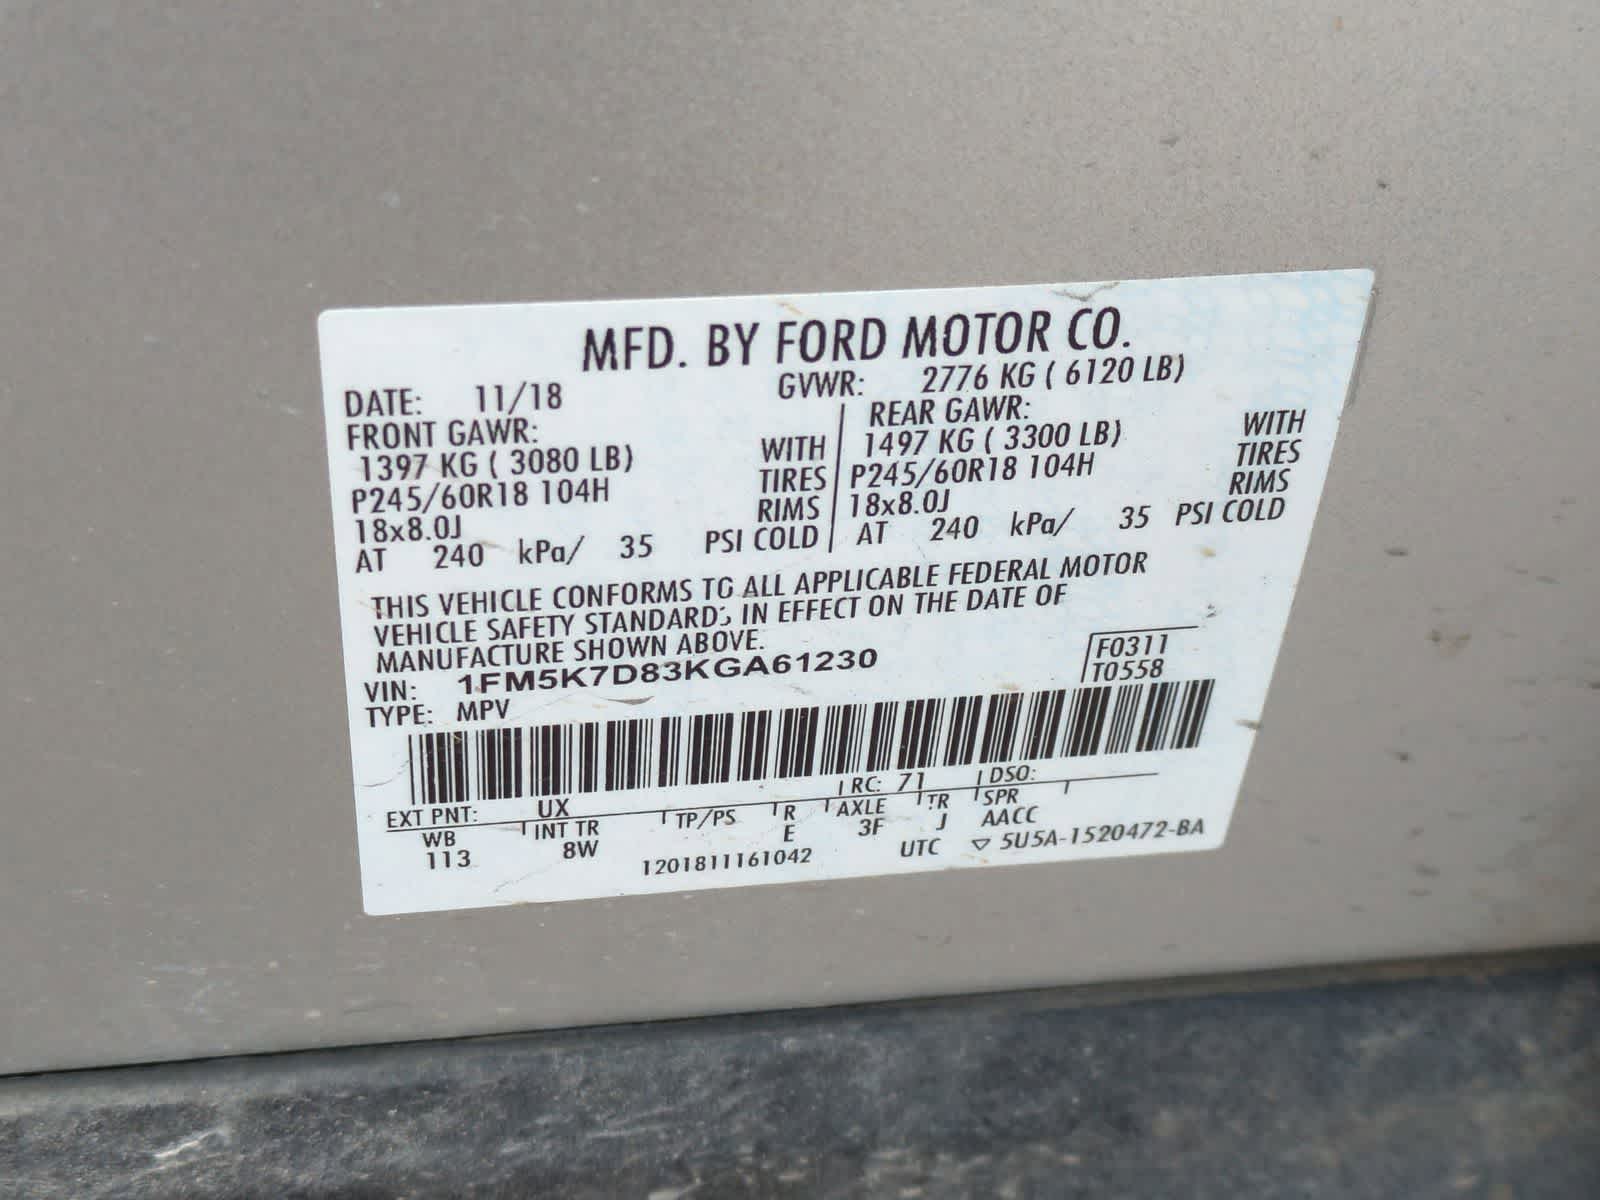 MFD. BY FORD MOTOR CO.
DATE: 11/18 GVWR: 2776 KG ( 6120 LB)
FRONT GAWR: REAR GAWR:
1397 KG ( 3080 LB) WITH 1497 KG ( 3300 LB) WITH
P245/60R18 104H TIRES P245/60R18 104H TIRES
18x8.0J RIMS 18x8.0J RIMS
AT 240 kPa/ 35 PSI COLD AT 240 kPa/ 35 PSI COLD
THIS VEHICLE CONFORMS TO ALL APPLICABLE FEDERAL MOTOR
VEHICLE SAFETY STANDARDS IN EFFECT ON THE DATE OF
MANUFACTURE SHOWN ABOVE.
VIN: 1FM5K7D83KGA61230 F0311
TYPE: MPV T0558
EXT PNT: UX RC: 71 DSO:
WB INT TR TP/PS R AXLE TR SPR
113 8W E 3F J AACC
1201811161042 UTC ▽ 5U5A-1520472-BA